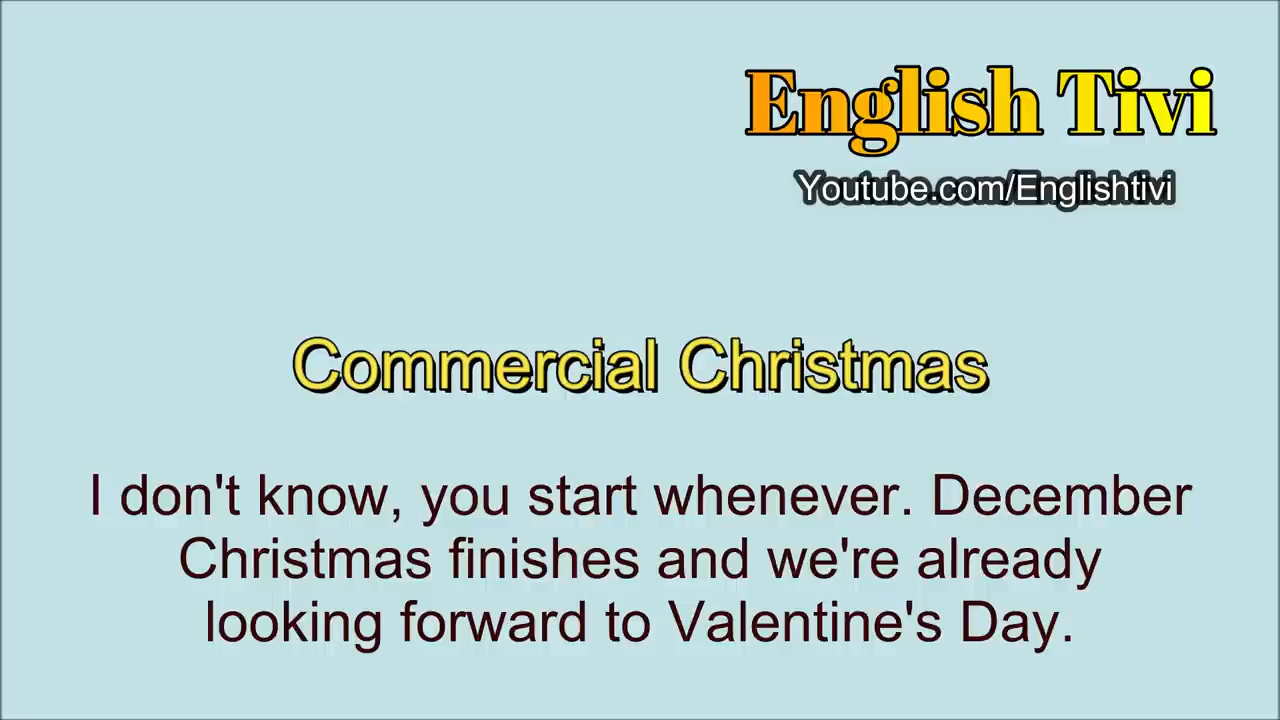 English Tivi
Youtube.com/Englishtivi
Commercial Christmas
I don't know, you start whenever. December
Christmas finishes and we're already
looking forward to Valentine's Day.